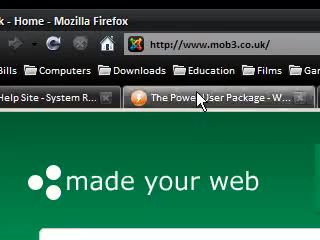 k - Home - Mozilla Firefox
http://www.mob3.co.uk/
Bills Computers Downloads Education Films Gar
Help Site - System R... The Power User Package - W...
made your web